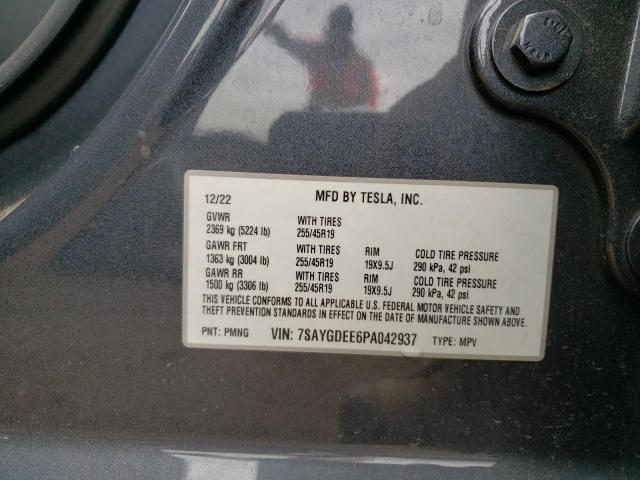 12/22 MFD BY TESLA, INC.
GVWR WITH TIRES
2369 kg (5224 lb) 255/45R19
GAWR FRT WITH TIRES RIM COLD TIRE PRESSURE
1363 kg (3004 lb) 255/45R19 19X9.5J 290 kPa, 42 psi
GAWR RR WITH TIRES RIM COLD TIRE PRESSURE
1500 kg (3306 lb) 255/45R19 19X9.5J 290 kPa, 42 psi
THIS VEHICLE CONFORMS TO ALL APPLICABLE U.S. FEDERAL MOTOR VEHICLE SAFETY AND
THEFT PREVENTION STANDARDS IN EFFECT ON THE DATE OF MANUFACTURE SHOWN ABOVE.
PNT: PMNG VIN: 7SAYGDEE6PA042937 TYPE: MPV